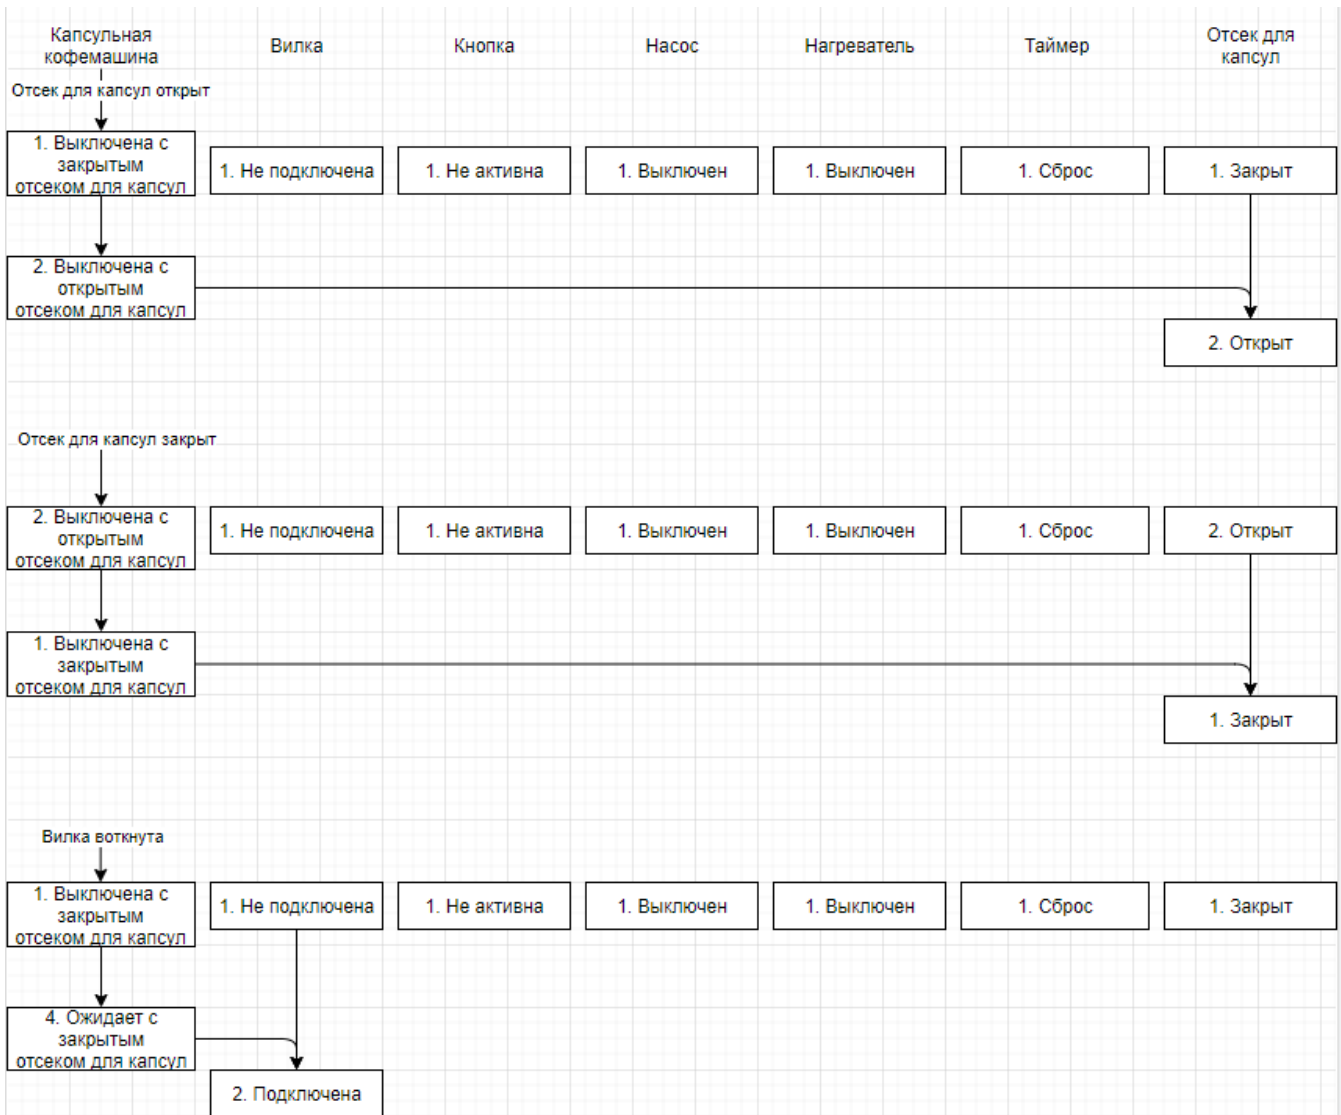 Капсульная
кофемашина
Вилка
Кнопка
Насос
Нагреватель
Таймер
Отсек для
капсул
Отсек для капсул открыт
1. Выключена с
закрытым
отсеком для капсул
1. Не подключена
1. Не активна
1. Выключен
1. Выключен
1. Сброс
1. Закрыт
2. Выключена с
открытым
отсеком для капсул
2. Открыт
Отсек для капсул закрыт
2. Выключена с
открытым
отсеком для капсул
1. Не подключена
1. Не активна
1. Выключен
1. Выключен
1. Сброс
2. Открыт
1. Выключена с
закрытым
отсеком для капсул
1. Закрыт
Вилка воткнута
1. Выключена с
закрытым
отсеком для капсул
1. Не подключена
1. Не активна
1. Выключен
1. Выключен
1. Сброс
1. Закрыт
4. Ожидает с
закрытым
отсеком для капсул
2. Подключена